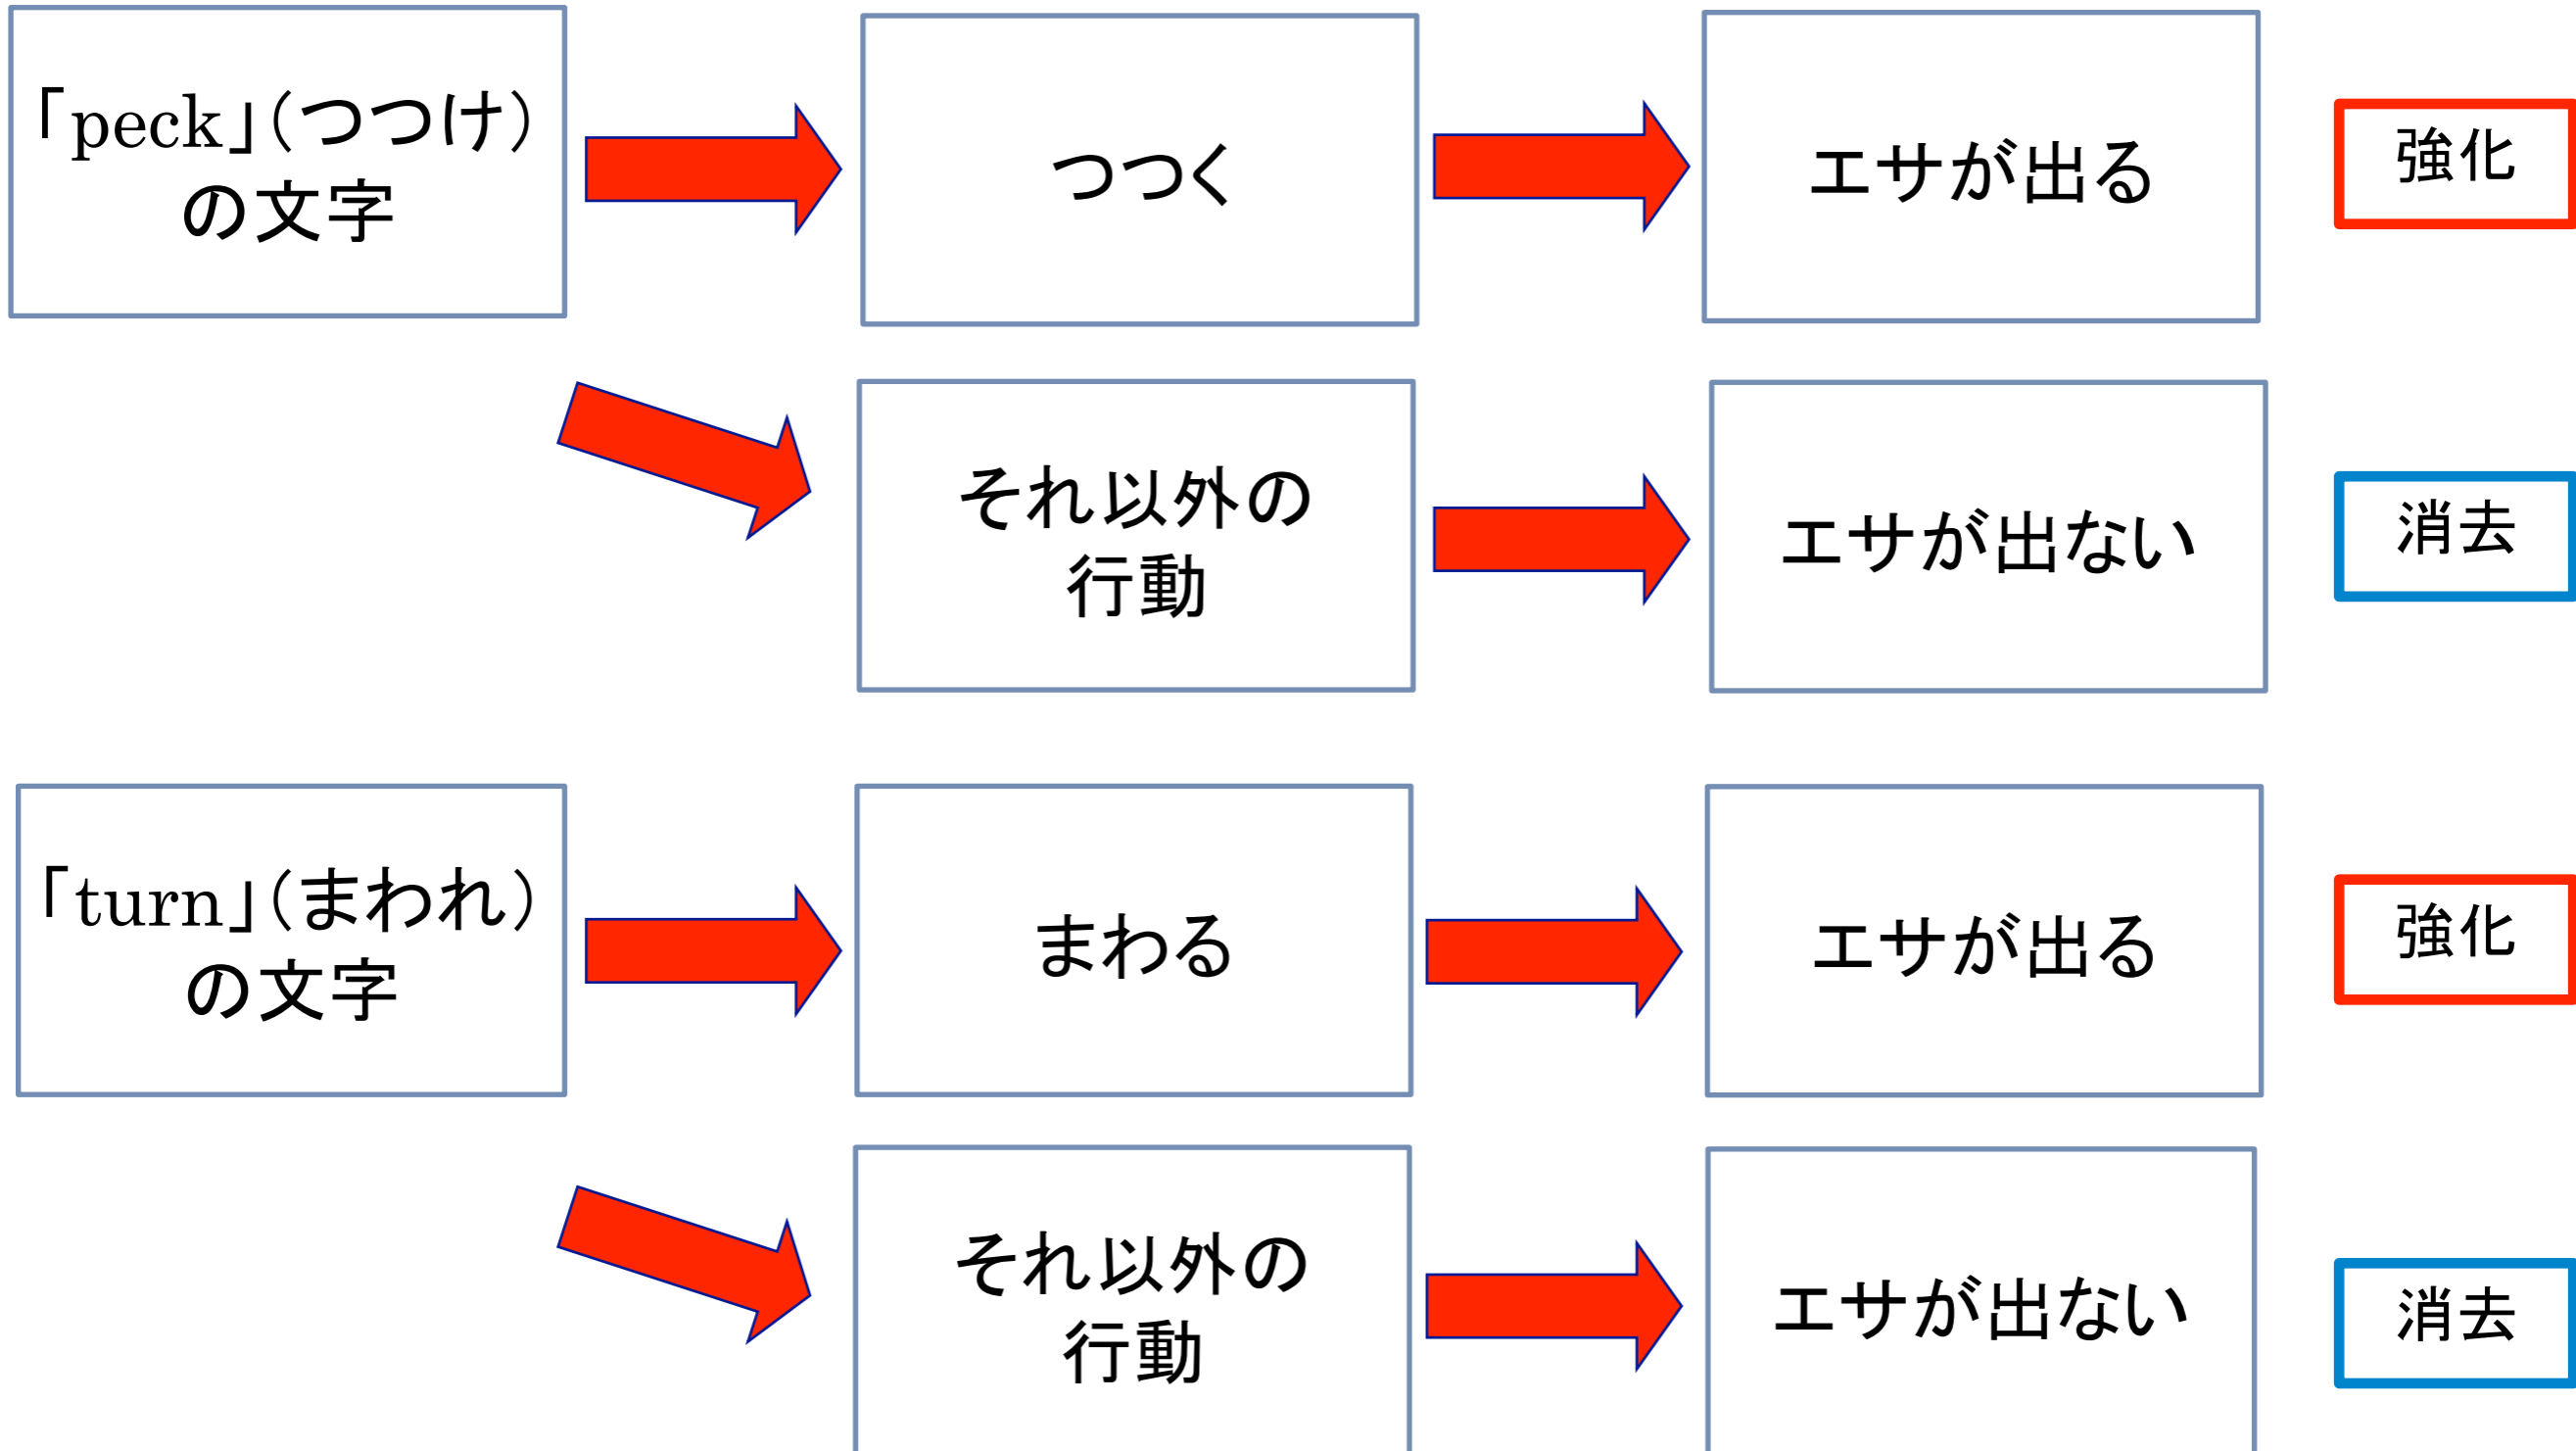 「peck」(つつけ)
の文字
つつく
エサが出る
強化
それ以外の
行動
エサが出ない
消去
「turn」(まわれ)
の文字
まわる
エサが出る
強化
それ以外の
行動
エサが出ない
消去